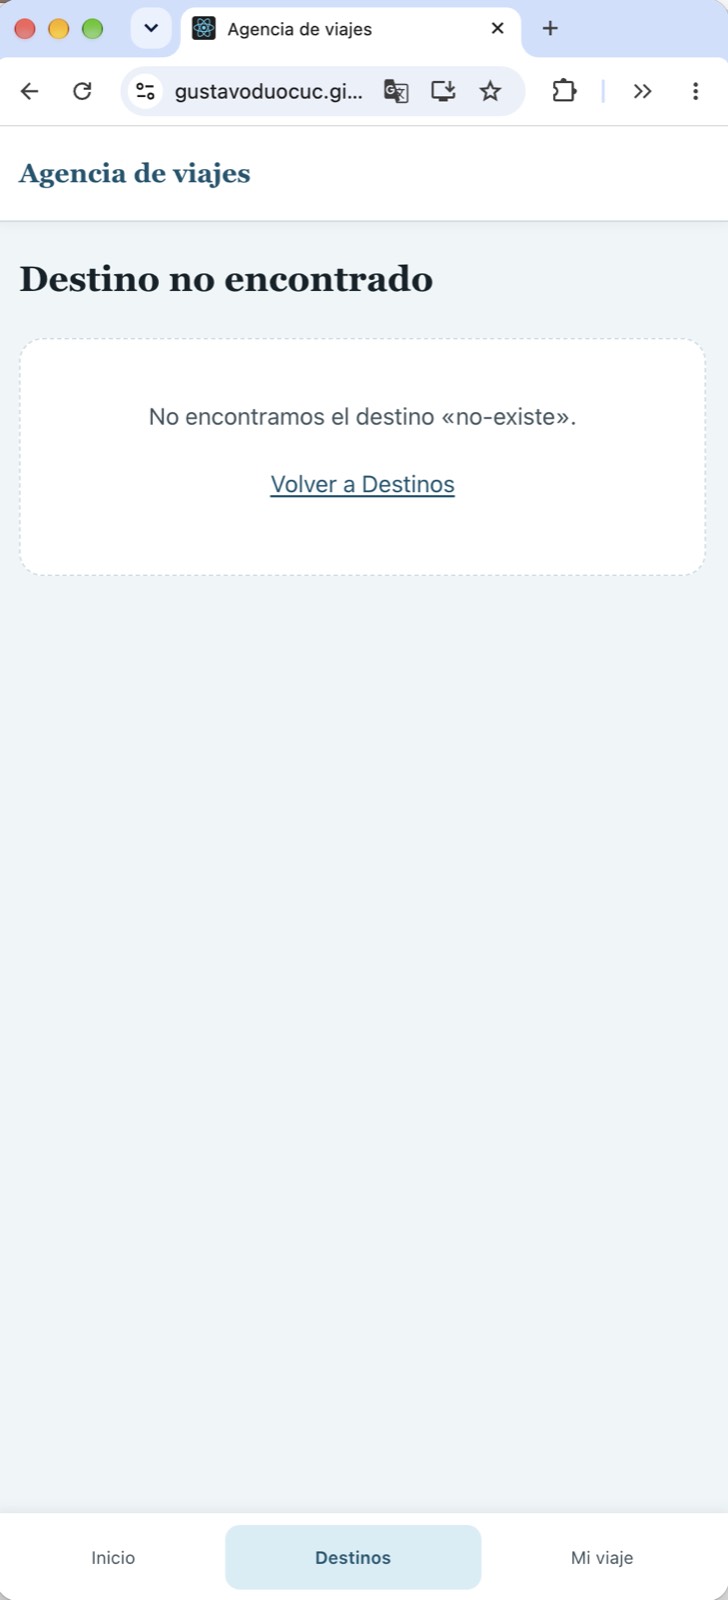 Agencia de viajes
gustavoduocuc.gi...
Agencia de viajes
Destino no encontrado
No encontramos el destino «no-existe».
Volver a Destinos
Inicio
Destinos
Mi viaje